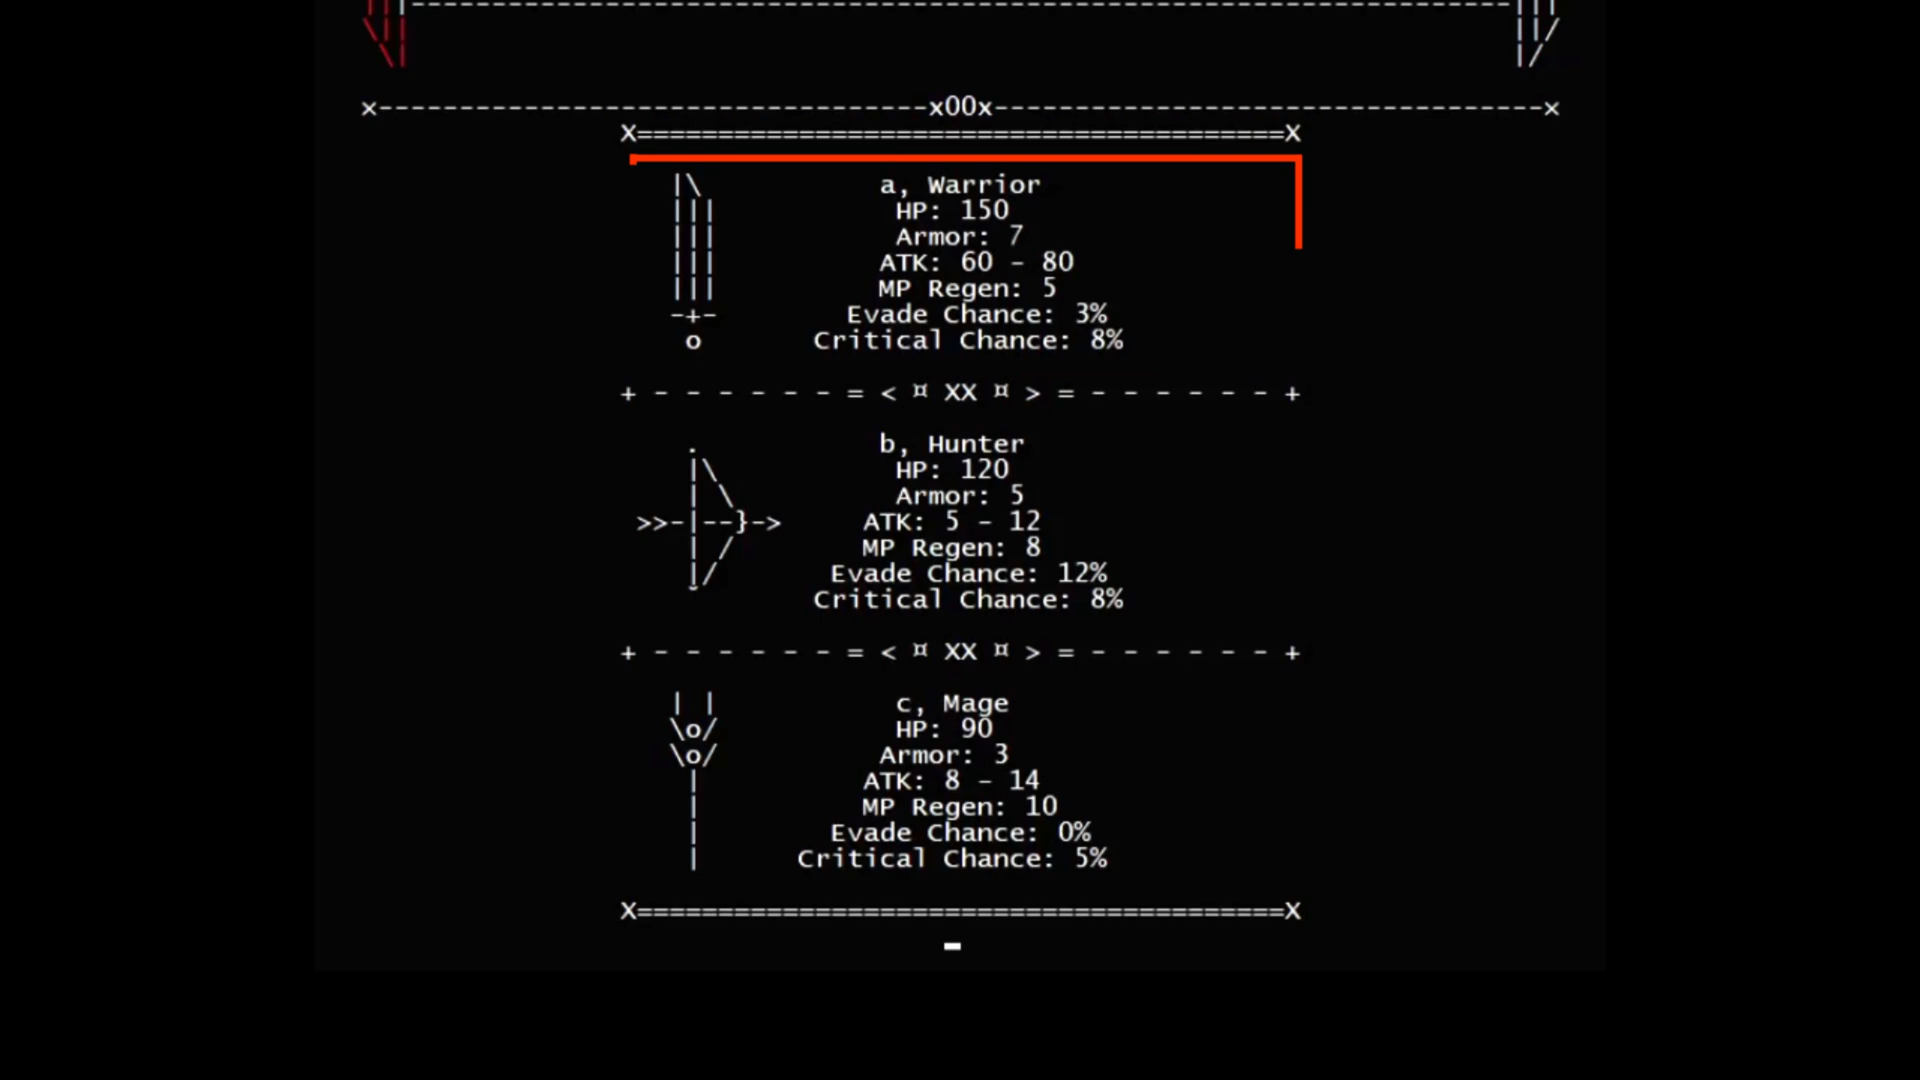 x----------------------------------x00x----------------------------------x
X========================================X
a, Warrior
HP: 150
Armor: 7
ATK: 60 - 80
MP Regen: 5
Evade Chance: 3%
Critical Chance: 8%
+ - - - - - - = < ¤ XX ¤ > = - - - - - - +
b, Hunter
HP: 120
Armor: 5
ATK: 5 - 12
MP Regen: 8
Evade Chance: 12%
Critical Chance: 8%
+ - - - - - - = < ¤ XX ¤ > = - - - - - - +
c, Mage
HP: 90
Armor: 3
ATK: 8 - 14
MP Regen: 10
Evade Chance: 0%
Critical Chance: 5%
X========================================X